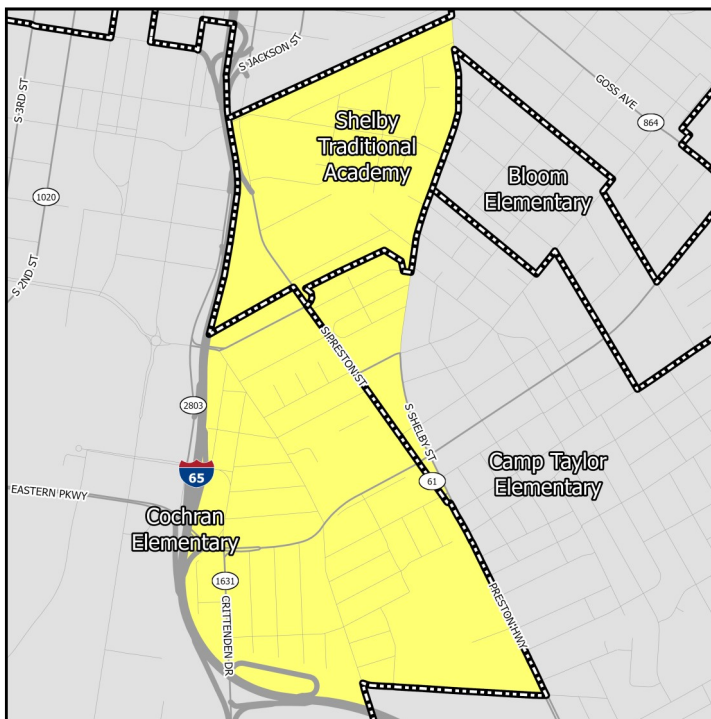 S JACKSON ST
GOSS AVE
864
S 3RD ST
Shelby
Traditional
Academy
Bloom
Elementary
1020
S 2ND ST
S PRESTON ST
2803
S SHELBY ST
65
61
Camp Taylor
Elementary
EASTERN PKWY
Cochran
Elementary
1631
CRITTENDEN DR
PRESTON HWY